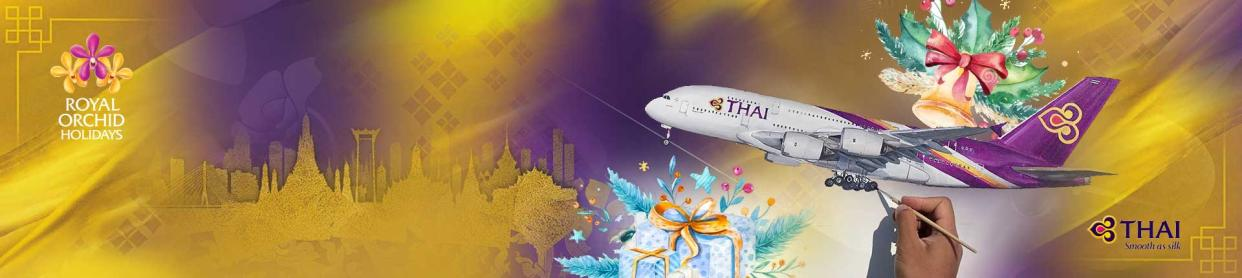 ROYAL
ORCHID
HOLIDAYS
THAI
THAI
Smooth as silk